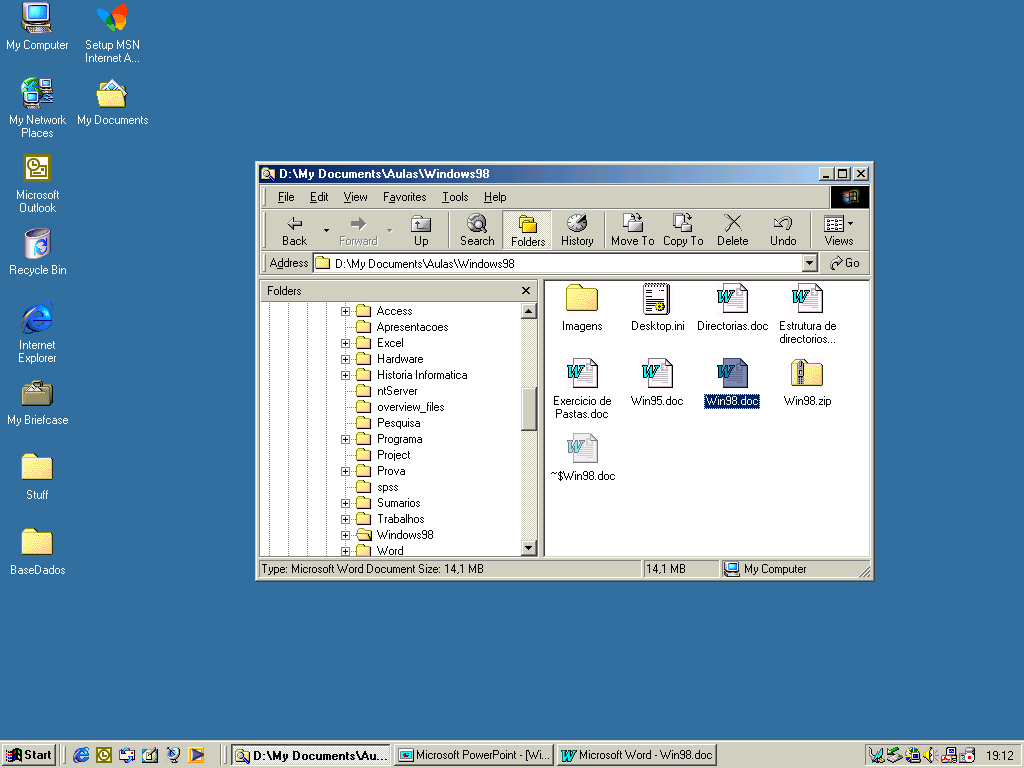 My Computer
Setup MSN
Internet A...
My Network
Places
My Documents
Microsoft
Outlook
Recycle Bin
Internet
Explorer
My Briefcase
Stuff
BaseDados
D:\My Documents\Aulas\Windows98
File Edit View Favorites Tools Help
Back Forward Up Search Folders History Move To Copy To Delete Undo Views
Address D:\My Documents\Aulas\Windows98 Go
Folders
Access
Apresentacoes
Excel
Hardware
Historia Informatica
ntServer
overview_files
Pesquisa
Programa
Project
Prova
spss
Sumarios
Trabalhos
Windows98
Word
Imagens
Desktop.ini
Directorias.doc
Estrutura de
directorios...
Exercicio de
Pastas.doc
Win95.doc
Win98.doc
Win98.zip
~$Win98.doc
Type: Microsoft Word Document Size: 14,1 MB 14,1 MB My Computer
Start D:\My Documents\Au... Microsoft PowerPoint - [Wi... Microsoft Word - Win98.doc 19:12